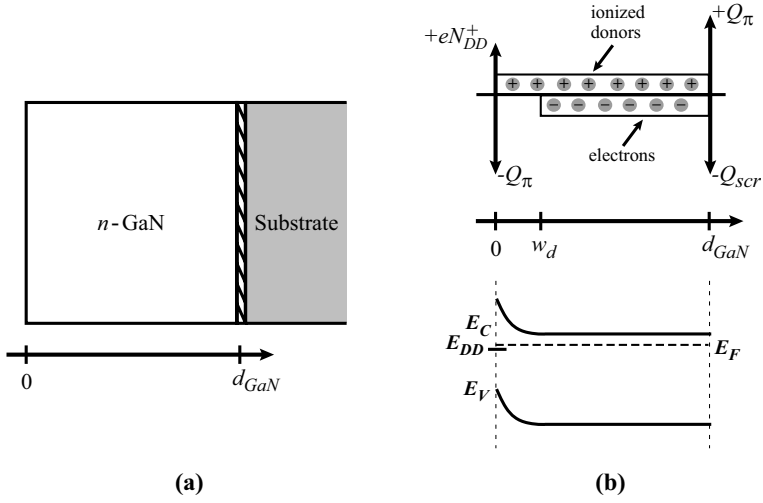 n-GaN
Substrate
0
d_GaN
(a)
+Q_π
ionized
donors
+eN_DD^+
+ + + + + + +
− − − − − −
electrons
-Q_π
-Q_scr
0
w_d
d_GaN
E_C
E_DD
E_F
E_V
(b)